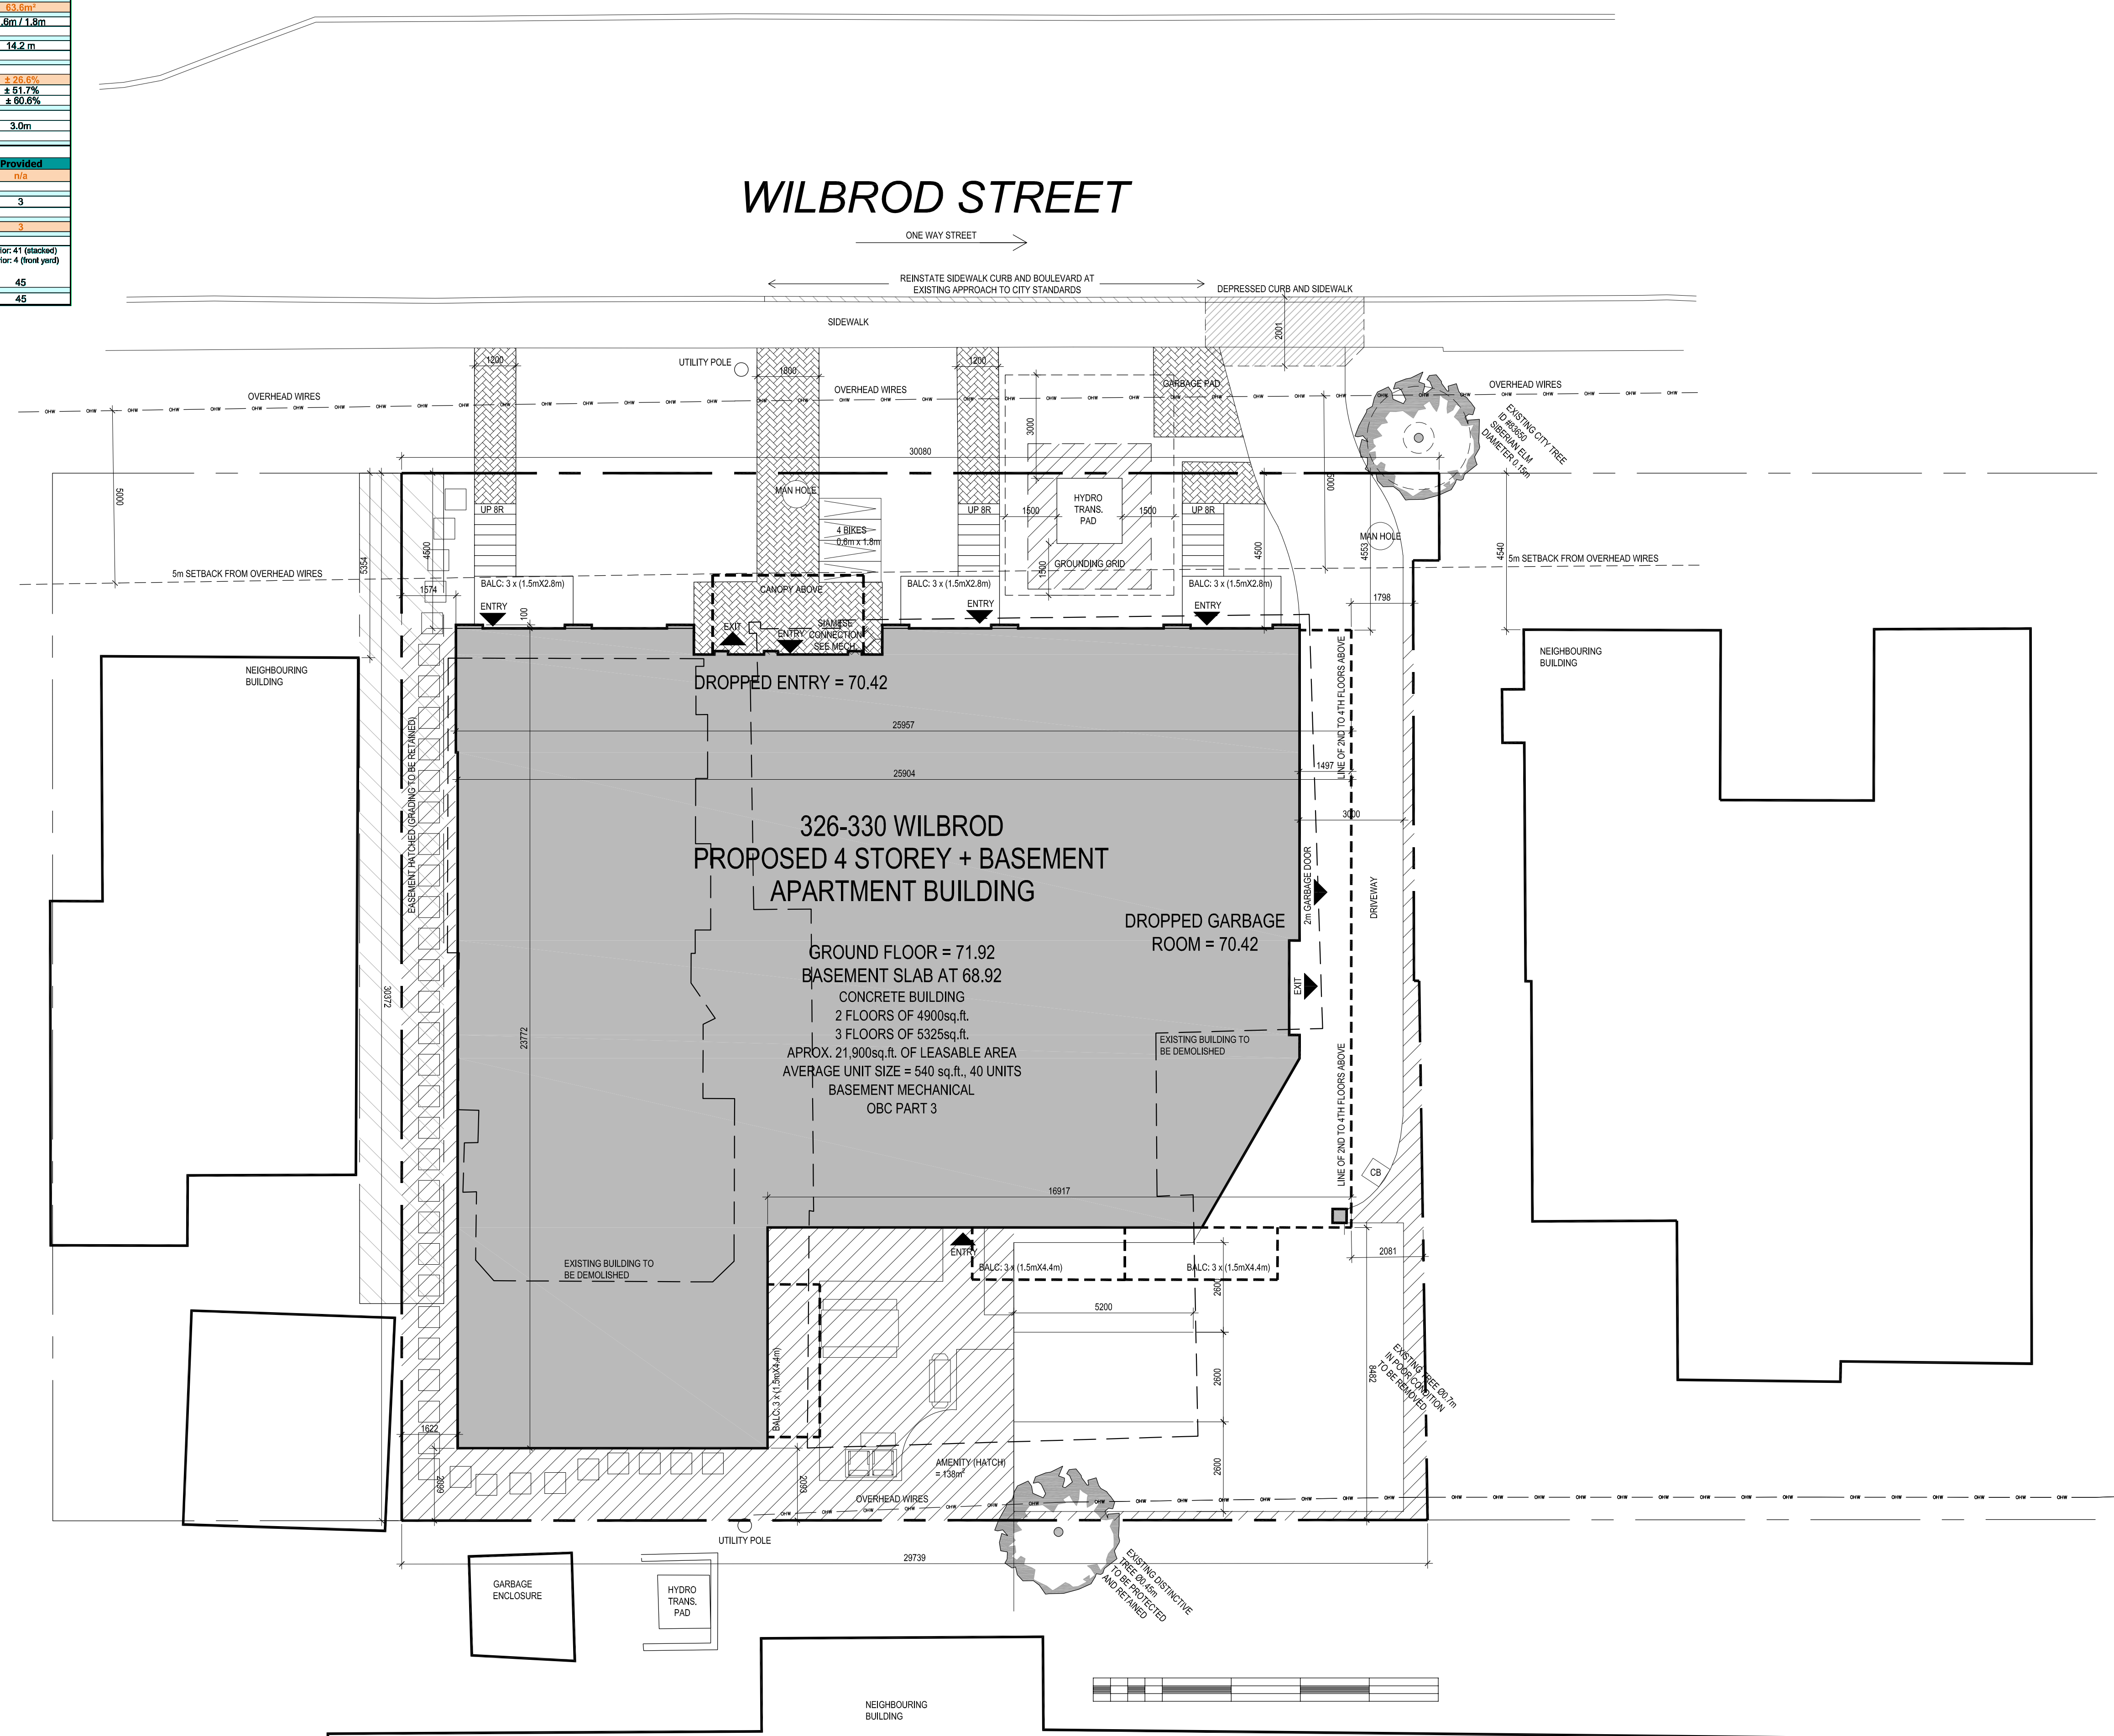 63.6m²
.6m / 1.8m
14.2 m
± 26.6%
± 51.7%
± 60.6%
3.0m
Provided
n/a
3
3
ior: 41 (stacked)
rior: 4 (front yard)
45
45
WILBROD STREET
ONE WAY STREET
REINSTATE SIDEWALK CURB AND BOULEVARD AT
EXISTING APPROACH TO CITY STANDARDS
DEPRESSED CURB AND SIDEWALK
SIDEWALK
2001
UTILITY POLE
1200
1800
1200
GARBAGE PAD
OVERHEAD WIRES
OVERHEAD WIRES
OVERHEAD WIRES
EXISTING CITY TREE
ID #83650
SIBERIAN ELM
DIAMETER 0.15m
3000
30080
5000
5000
MAN HOLE
HYDRO
TRANS.
PAD
UP 8R
UP 8R
UP 8R
1500
1500
4 BIKES
0.6m x 1.8m
MAN HOLE
5354
4500
4500
4553
4540
GROUNDING GRID
1500
5m SETBACK FROM OVERHEAD WIRES
5m SETBACK FROM OVERHEAD WIRES
BALC: 3 x (1.5mX2.8m)
BALC: 3 x (1.5mX2.8m)
BALC: 3 x (1.5mX2.8m)
1574
CANOPY ABOVE
1798
ENTRY
100
ENTRY
ENTRY
EXIT
ENTRY
SIAMESE
CONNECTION
SEE MECH.
NEIGHBOURING
BUILDING
NEIGHBOURING
BUILDING
DROPPED ENTRY = 70.42
25957
25904
1497
LINE OF 2ND TO 4TH FLOORS ABOVE
EASEMENT HATCHED (GRADING TO BE RETAINED)
3000
326-330 WILBROD
PROPOSED 4 STOREY + BASEMENT
APARTMENT BUILDING
2m GARBAGE DOOR
DRIVEWAY
DROPPED GARBAGE
ROOM = 70.42
GROUND FLOOR = 71.92
BASEMENT SLAB AT 68.92
CONCRETE BUILDING
2 FLOORS OF 4900sq.ft.
3 FLOORS OF 5325sq.ft.
APROX. 21,900sq.ft. OF LEASABLE AREA
AVERAGE UNIT SIZE = 540 sq.ft., 40 UNITS
BASEMENT MECHANICAL
OBC PART 3
EXIT
30372
23772
EXISTING BUILDING TO
BE DEMOLISHED
LINE OF 2ND TO 4TH FLOORS ABOVE
CB
16917
ENTRY
2081
EXISTING BUILDING TO
BE DEMOLISHED
BALC: 3 x (1.5mX4.4m)
BALC: 3 x (1.5mX4.4m)
2600
5200
BALC: 3 x (1.5mX4.4m)
2600
8482
EXISTING TREE Ø0.7m
IN POOR CONDITION
TO BE REMOVED
1622
2099
2093
AMENITY (HATCH)
= 138m²
2600
OVERHEAD WIRES
UTILITY POLE
29739
EXISTING DISTINCTIVE
TREE Ø0.45m
TO BE PROTECTED
AND RETAINED
GARBAGE
ENCLOSURE
HYDRO
TRANS.
PAD
NEIGHBOURING
BUILDING